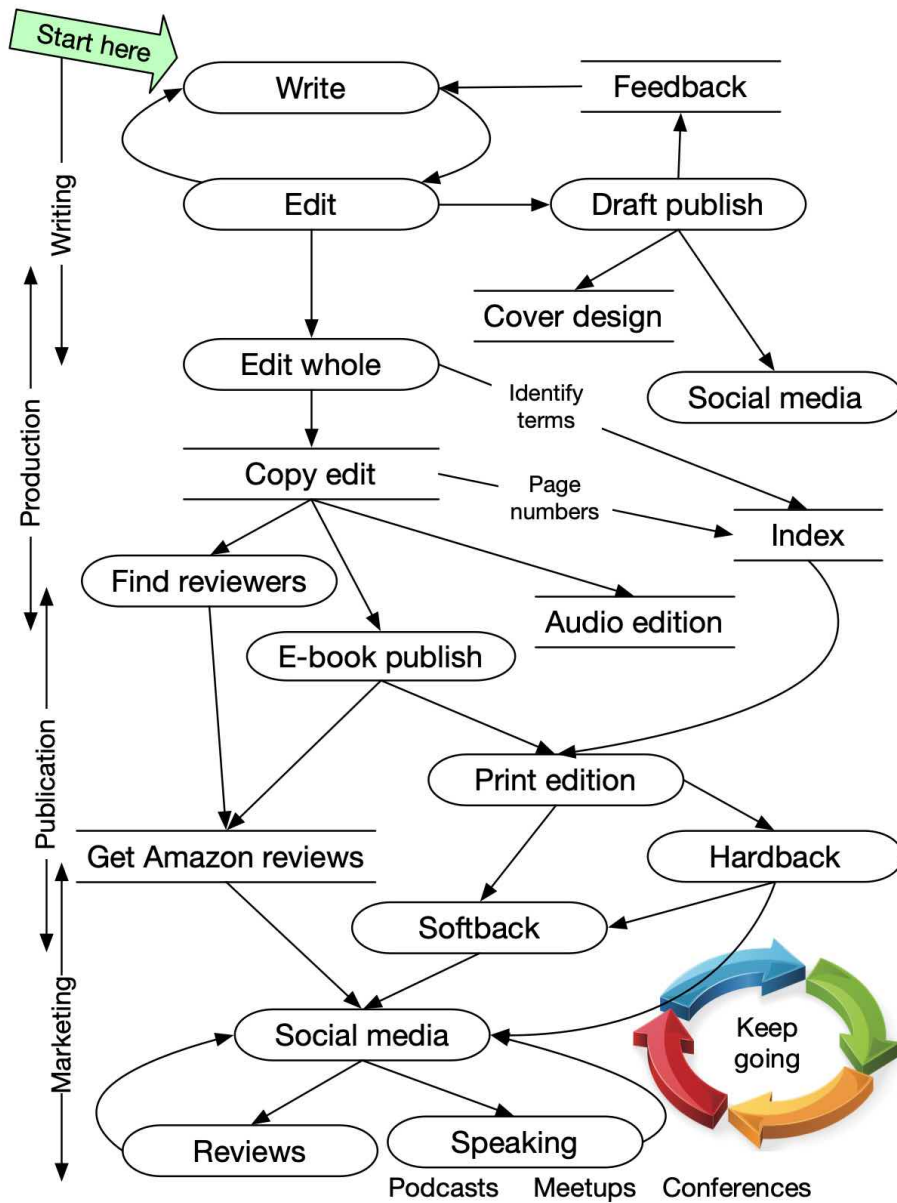 Start here
Write
Feedback
Edit
Draft publish
Writing
Cover design
Edit whole
Social media
Identify
terms
Production
Copy edit
Page
numbers
Index
Find reviewers
Audio edition
E-book publish
Publication
Print edition
Get Amazon reviews
Hardback
Softback
Marketing
Social media
Keep
going
Reviews
Speaking
Podcasts Meetups Conferences